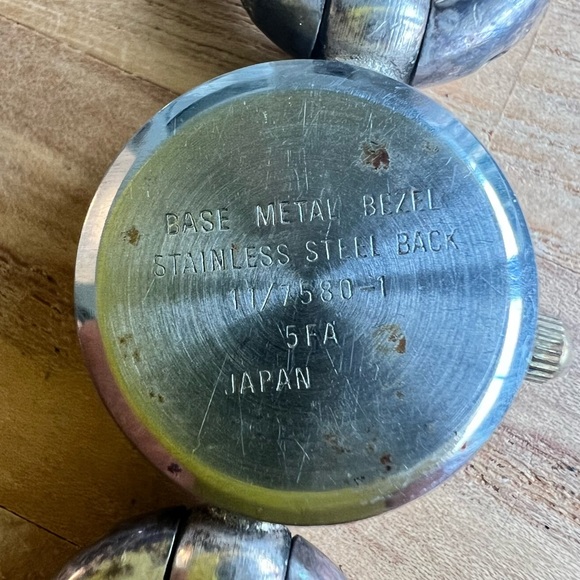 BASE METAL BEZEL
STAINLESS STEEL BACK
11/7580-1
5FA
JAPAN